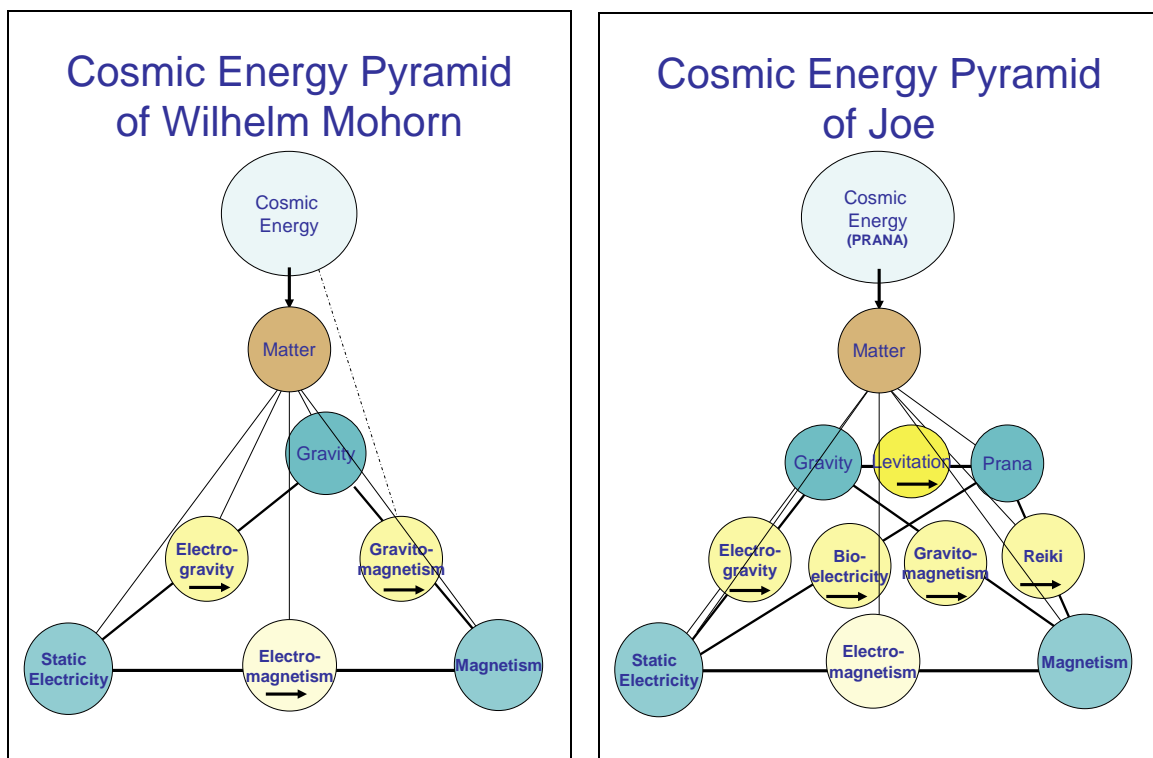 Cosmic Energy Pyramid
of Wilhelm Mohorn
Cosmic
Energy
Matter
Gravity
Electro-
gravity
Gravito-
magnetism
Static
Electricity
Electro-
magnetism
Magnetism
Cosmic Energy Pyramid
of Joe
Cosmic
Energy
(PRANA)
Matter
Gravity
Levitation
Prana
Electro-
gravity
Bio-
electricity
Gravito-
magnetism
Reiki
Static
Electricity
Electro-
magnetism
Magnetism